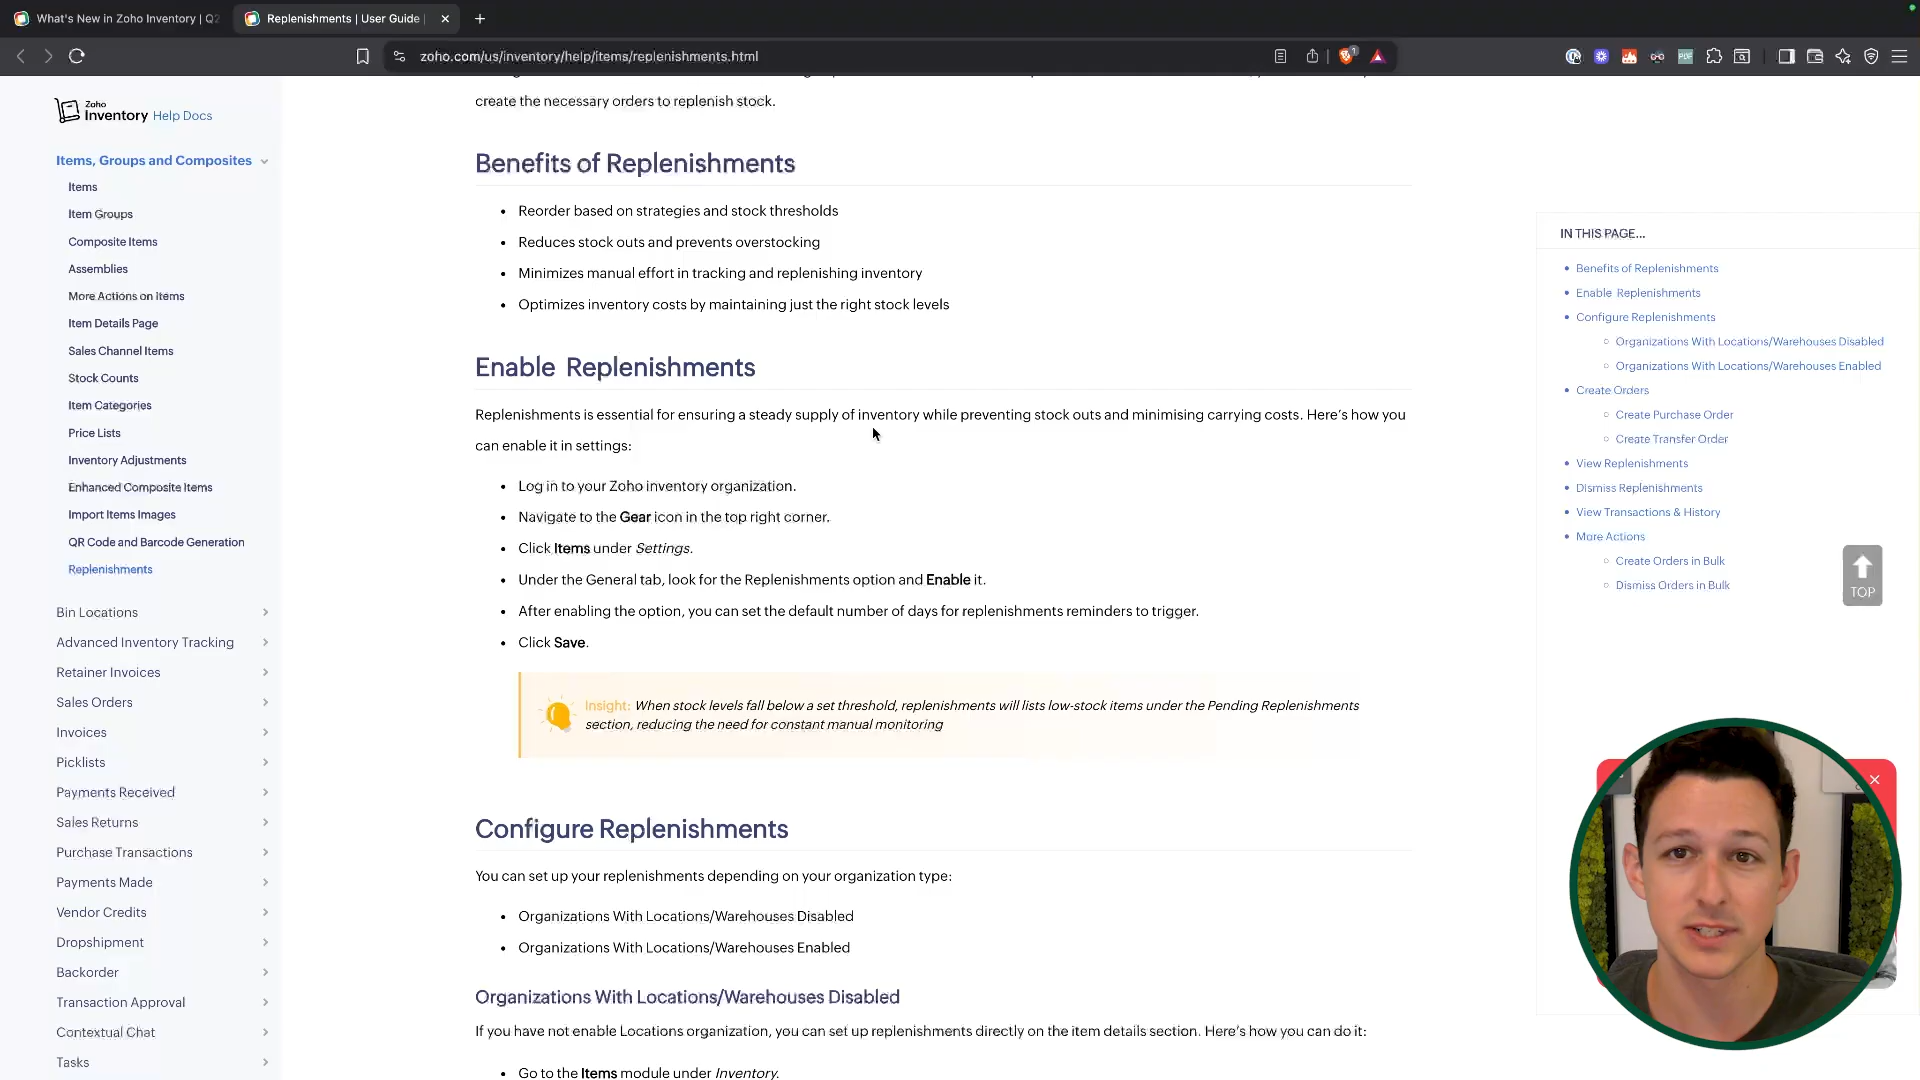 What's New in Zoho Inventory | Q2
Replenishments | User Guide |
zoho.com/us/inventory/help/items/replenishments.html
1
PDF
Zoho
Inventory Help Docs
Items, Groups and Composites
Items
Item Groups
Composite Items
Assemblies
More Actions on Items
Item Details Page
Sales Channel Items
Stock Counts
Item Categories
Price Lists
Inventory Adjustments
Enhanced Composite Items
Import Items Images
QR Code and Barcode Generation
Replenishments
Bin Locations
Advanced Inventory Tracking
Retainer Invoices
Sales Orders
Invoices
Picklists
Payments Received
Sales Returns
Purchase Transactions
Payments Made
Vendor Credits
Dropshipment
Backorder
Transaction Approval
Contextual Chat
Tasks
create the necessary orders to replenish stock.
Benefits of Replenishments
Reorder based on strategies and stock thresholds
Reduces stock outs and prevents overstocking
Minimizes manual effort in tracking and replenishing inventory
Optimizes inventory costs by maintaining just the right stock levels
Enable Replenishments
Replenishments is essential for ensuring a steady supply of inventory while preventing stock outs and minimising carrying costs. Here's how you
can enable it in settings:
Log in to your Zoho inventory organization.
Navigate to the Gear icon in the top right corner.
Click Items under Settings.
Under the General tab, look for the Replenishments option and Enable it.
After enabling the option, you can set the default number of days for replenishments reminders to trigger.
Click Save.
Insight: When stock levels fall below a set threshold, replenishments will lists low-stock items under the Pending Replenishments
section, reducing the need for constant manual monitoring
Configure Replenishments
You can set up your replenishments depending on your organization type:
Organizations With Locations/Warehouses Disabled
Organizations With Locations/Warehouses Enabled
Organizations With Locations/Warehouses Disabled
If you have not enable Locations organization, you can set up replenishments directly on the item details section. Here's how you can do it:
Go to the Items module under Inventory.
IN THIS PAGE...
Benefits of Replenishments
Enable Replenishments
Configure Replenishments
Organizations With Locations/Warehouses Disabled
Organizations With Locations/Warehouses Enabled
Create Orders
Create Purchase Order
Create Transfer Order
View Replenishments
Dismiss Replenishments
View Transactions & History
More Actions
Create Orders in Bulk
Dismiss Orders in Bulk
TOP